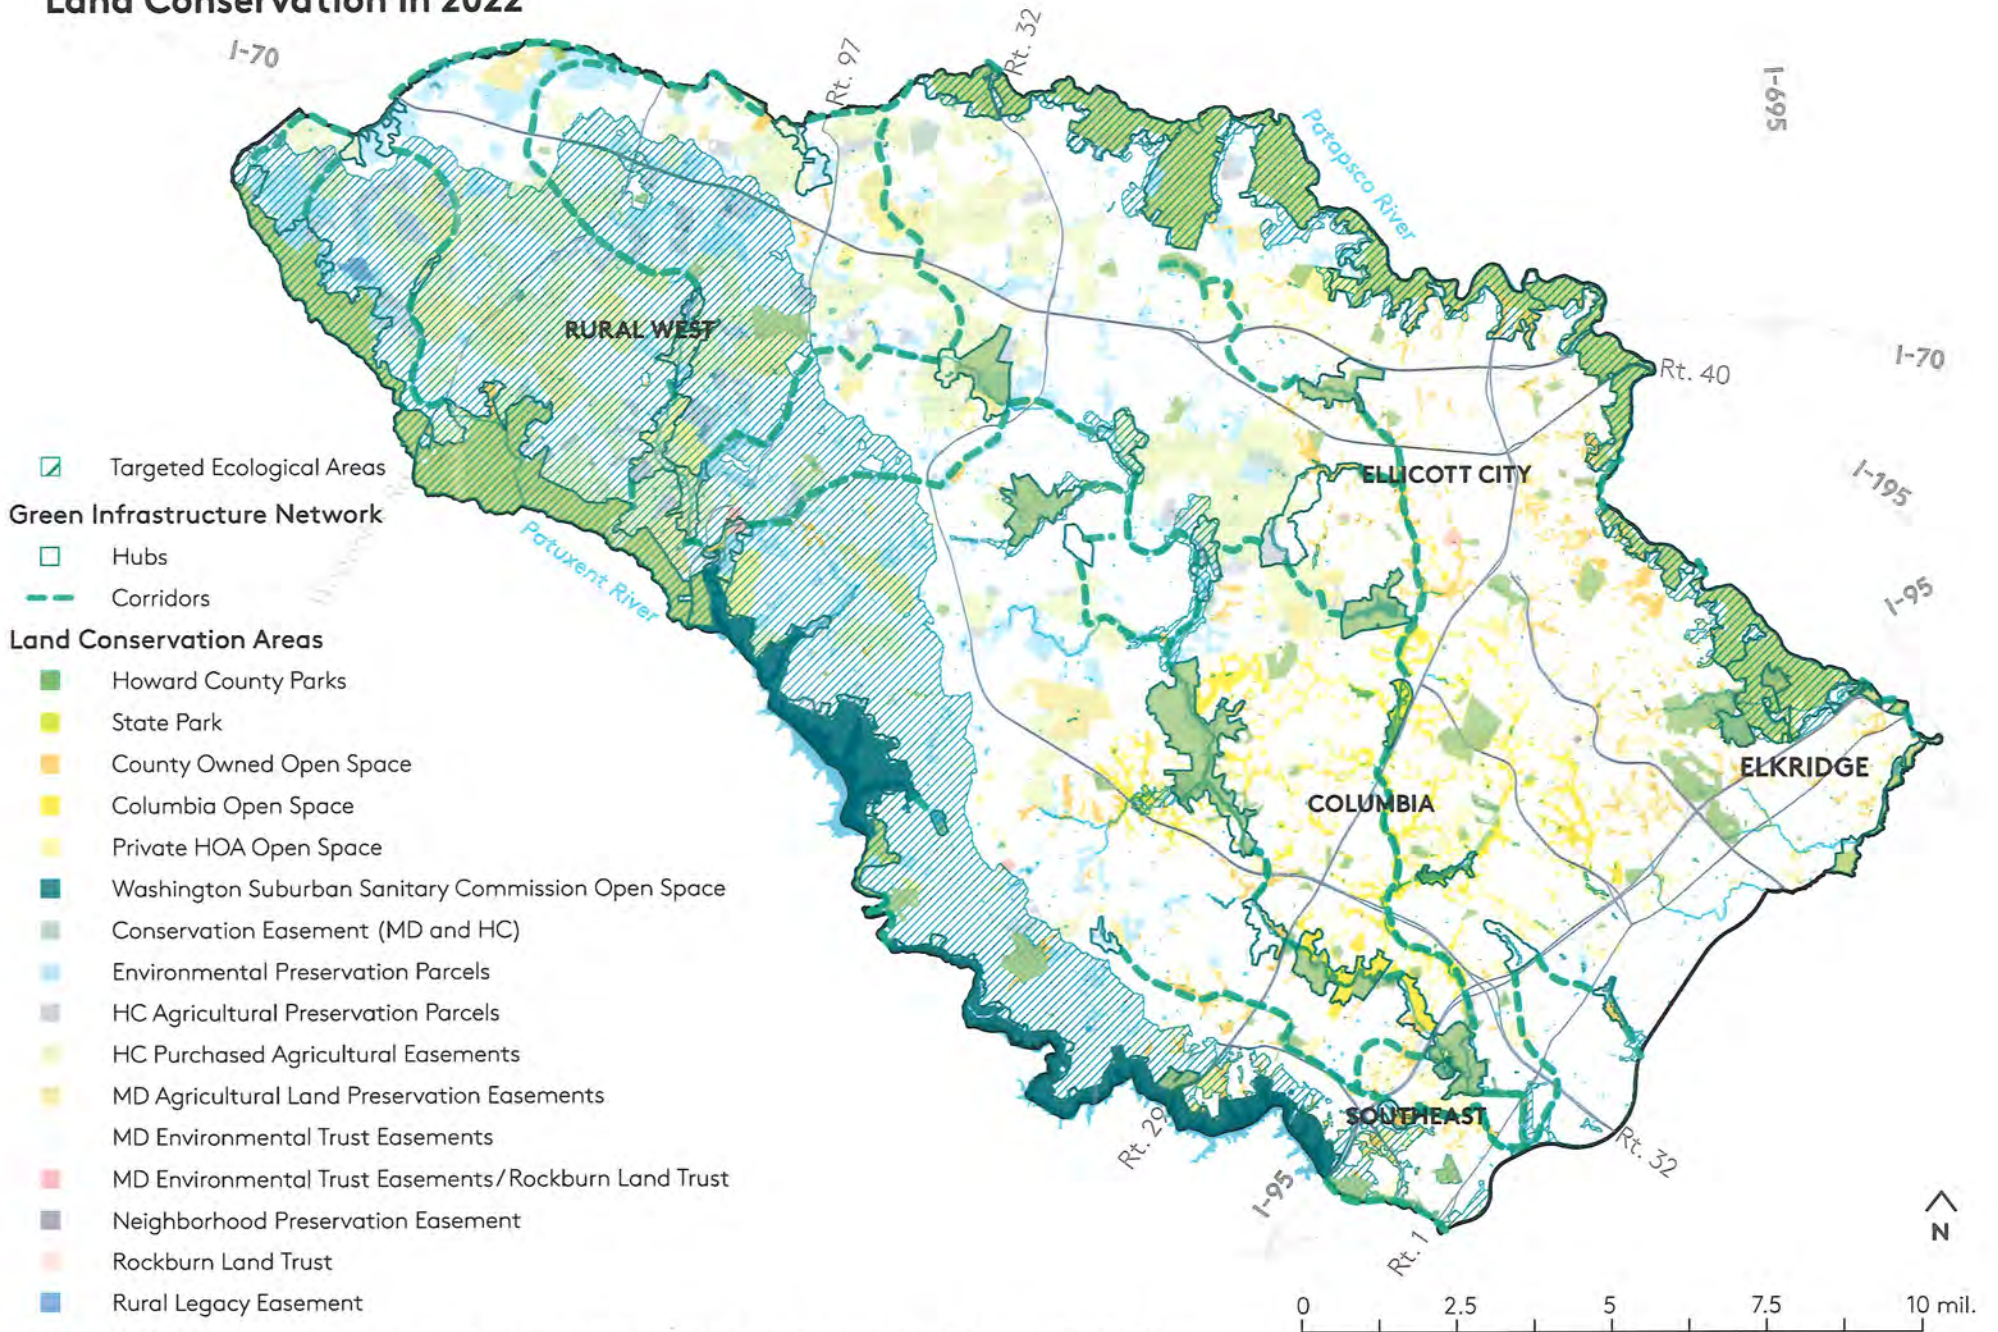 Land Conservation in 2022
I-70
Rt. 97
Rt. 32
I-695
Patapsco River
RURAL WEST
I-70
Rt. 40
ELLICOTT CITY
I-195
I-95
Patuxent River
ELKRIDGE
COLUMBIA
SOUTHEAST
Rt. 29
Rt. 32
I-95
Rt. 1
Targeted Ecological Areas
Green Infrastructure Network
Hubs
Corridors
Land Conservation Areas
Howard County Parks
State Park
County Owned Open Space
Columbia Open Space
Private HOA Open Space
Washington Suburban Sanitary Commission Open Space
Conservation Easement (MD and HC)
Environmental Preservation Parcels
HC Agricultural Preservation Parcels
HC Purchased Agricultural Easements
MD Agricultural Land Preservation Easements
MD Environmental Trust Easements
MD Environmental Trust Easements/Rockburn Land Trust
Neighborhood Preservation Easement
Rockburn Land Trust
Rural Legacy Easement
N
0 2.5 5 7.5 10 mil.